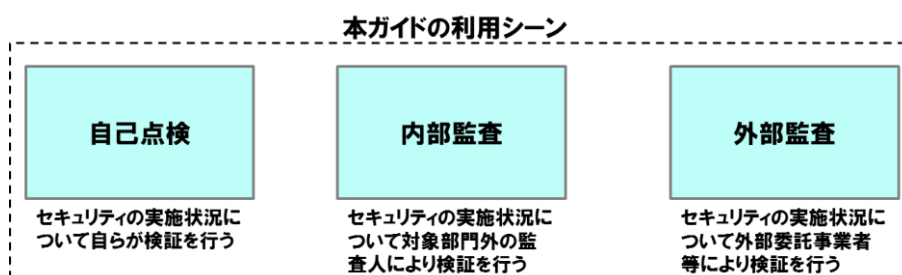 本ガイドの利用シーン
自己点検
内部監査
外部監査
セキュリティの実施状況に
ついて自らが検証を行う
セキュリティの実施状況に
ついて対象部門外の監
査人により検証を行う
セキュリティの実施状況に
ついて外部委託事業者
等により検証を行う